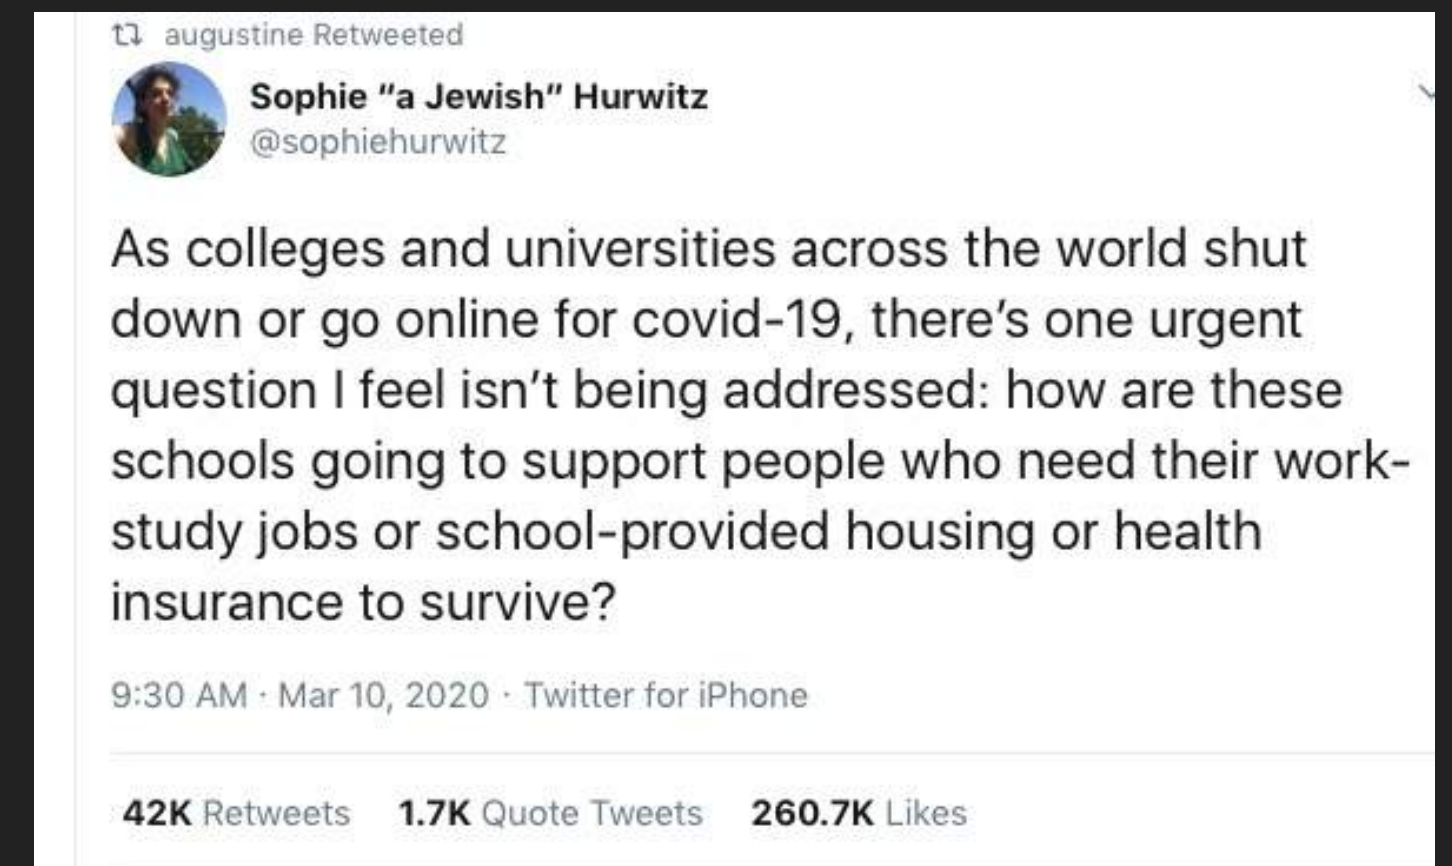 augustine Retweeted
Sophie “a Jewish” Hurwitz
@sophiehurwitz
As colleges and universities across the world shut
down or go online for covid-19, there’s one urgent
question I feel isn’t being addressed: how are these
schools going to support people who need their work-
study jobs or school-provided housing or health
insurance to survive?
9:30 AM · Mar 10, 2020 · Twitter for iPhone
42K Retweets 1.7K Quote Tweets 260.7K Likes